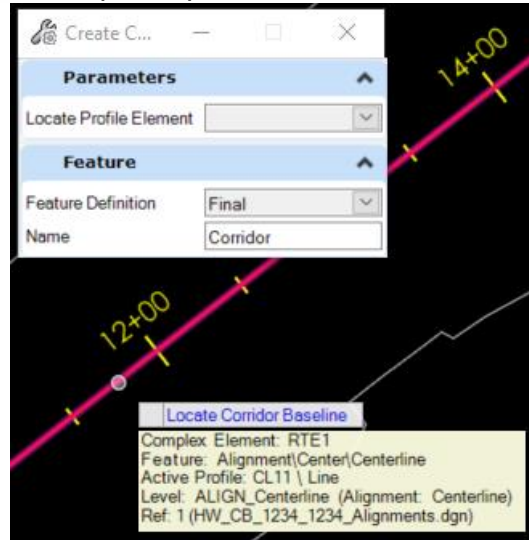 Create C...
Parameters
Locate Profile Element
Feature
Feature Definition Final
Name Corridor
14+00
12+00
Locate Corridor Baseline
Complex Element: RTE1
Feature: Alignment\Center\Centerline
Active Profile: CL11 \ Line
Level: ALIGN_Centerline (Alignment: Centerline)
Ref: 1 (HW_CB_1234_1234_Alignments.dgn)